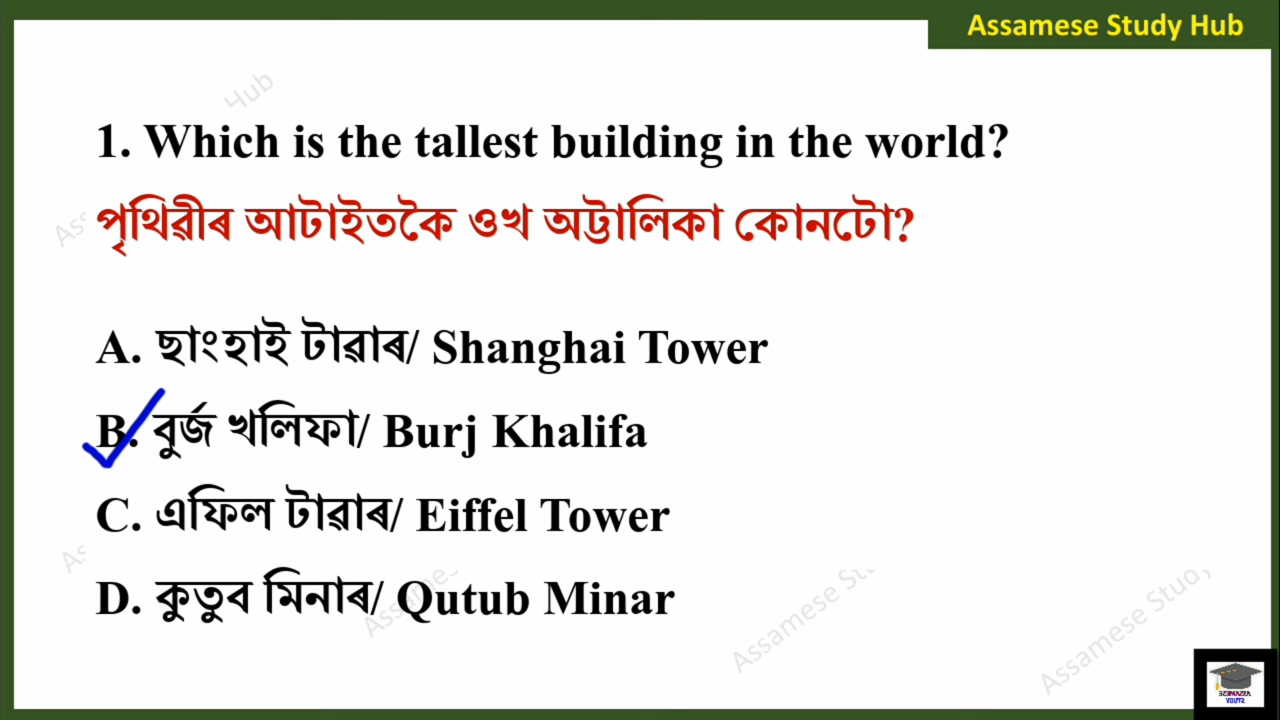 Assamese Study Hub
1. Which is the tallest building in the world?
পৃথিৱীৰ আটাইতকৈ ওখ অট্টালিকা কোনটো?
A. ছাংহাই টাৱাৰ/ Shanghai Tower
B. বুৰ্জ খলিফা/ Burj Khalifa
C. এফিল টাৱাৰ/ Eiffel Tower
D. কুতুব মিনাৰ/ Qutub Minar